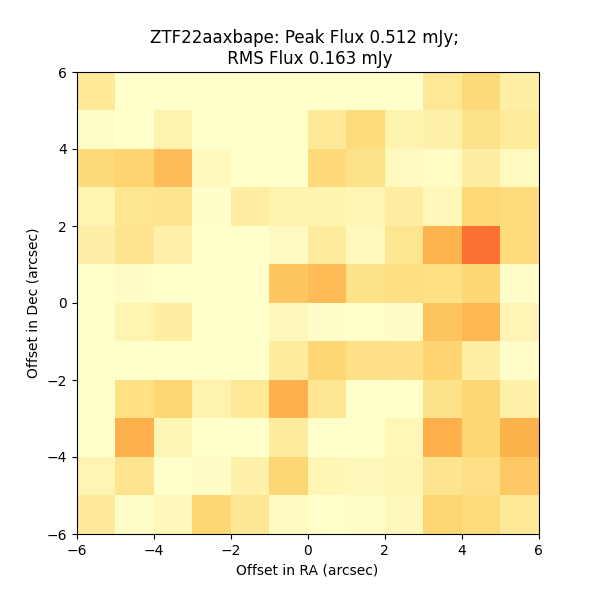 ZTF22aaxbape: Peak Flux 0.512 mJy;
RMS Flux 0.163 mJy
6
4
2
0
−2
−4
−6
Offset in Dec (arcsec)
−6 −4 −2 0 2 4 6
Offset in RA (arcsec)